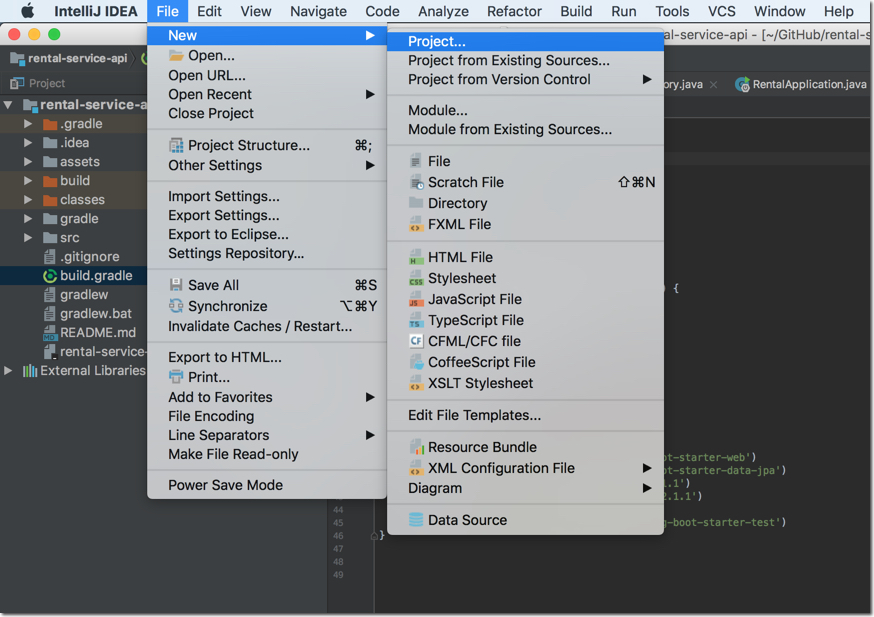 IntelliJ IDEA File Edit View Navigate Code Analyze Refactor Build Run Tools VCS Window Help
rental-service-api
al-service-api - [~/GitHub/rental-s
Project
ory.java
RentalApplication.java
rental-service-a
.gradle
.idea
assets
build
classes
gradle
src
.gitignore
build.gradle
gradlew
gradlew.bat
README.md
rental-service-
External Libraries
New
Open...
Open URL...
Open Recent
Close Project
Project Structure... ⌘;
Other Settings
Import Settings...
Export Settings...
Export to Eclipse...
Settings Repository...
Save All ⌘S
Synchronize ⌥⌘Y
Invalidate Caches / Restart...
Export to HTML...
Print...
Add to Favorites
File Encoding
Line Separators
Make File Read-only
Power Save Mode
Project...
Project from Existing Sources...
Project from Version Control
Module...
Module from Existing Sources...
File
Scratch File ⇧⌘N
Directory
FXML File
HTML File
Stylesheet
JavaScript File
TypeScript File
CFML/CFC file
CoffeeScript File
XSLT Stylesheet
Edit File Templates...
Resource Bundle
XML Configuration File
Diagram
Data Source
) {
ot-starter-web')
ot-starter-data-jpa')
.1.1')
2.1.1')
g-boot-starter-test')
44
45
46 }
47
48
49